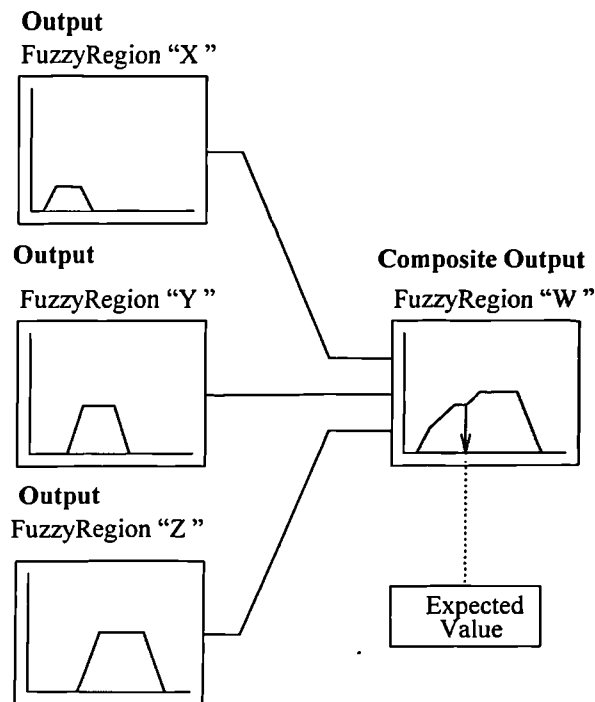 Output
FuzzyRegion “X ”
Output
FuzzyRegion “Y ”
Output
FuzzyRegion “Z ”
Composite Output
FuzzyRegion “W ”
Expected
Value